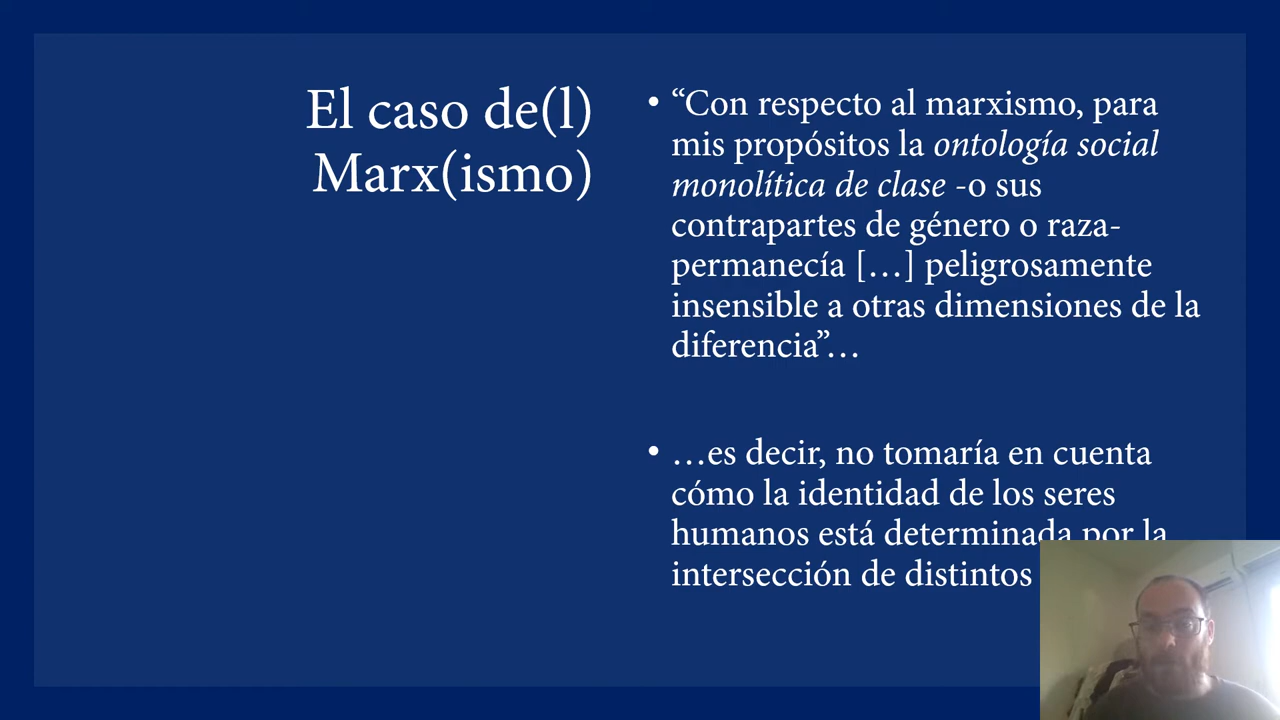 El caso de(l)
Marx(ismo)
• “Con respecto al marxismo, para
mis propósitos la ontología social
monolítica de clase -o sus
contrapartes de género o raza-
permanecía […] peligrosamente
insensible a otras dimensiones de la
diferencia”…
• …es decir, no tomaría en cuenta
cómo la identidad de los seres
humanos está determinada por la
intersección de distintos